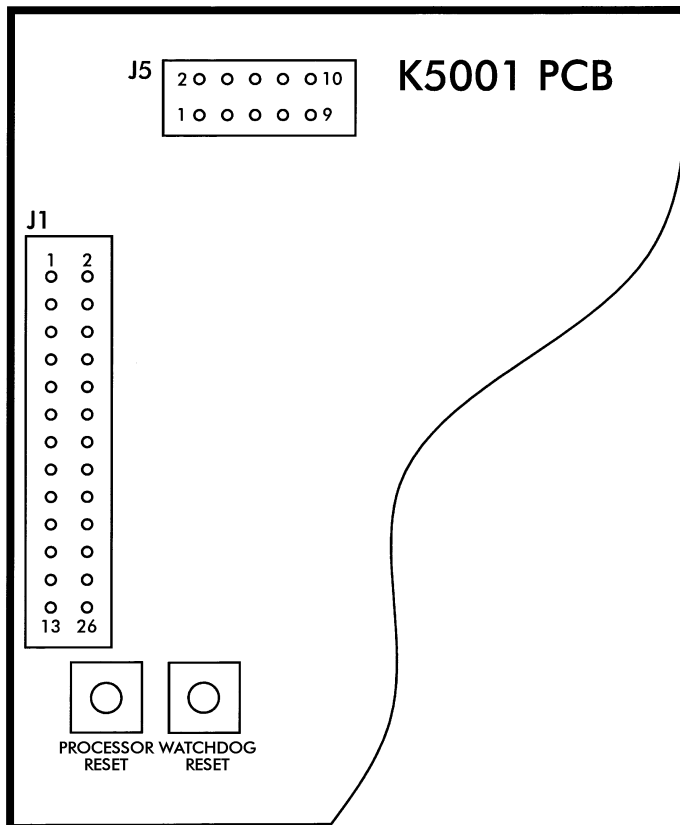 K5001 PCB
J5
2 10
1 9
J1
1 2
13 26
PROCESSOR RESET
WATCHDOG RESET